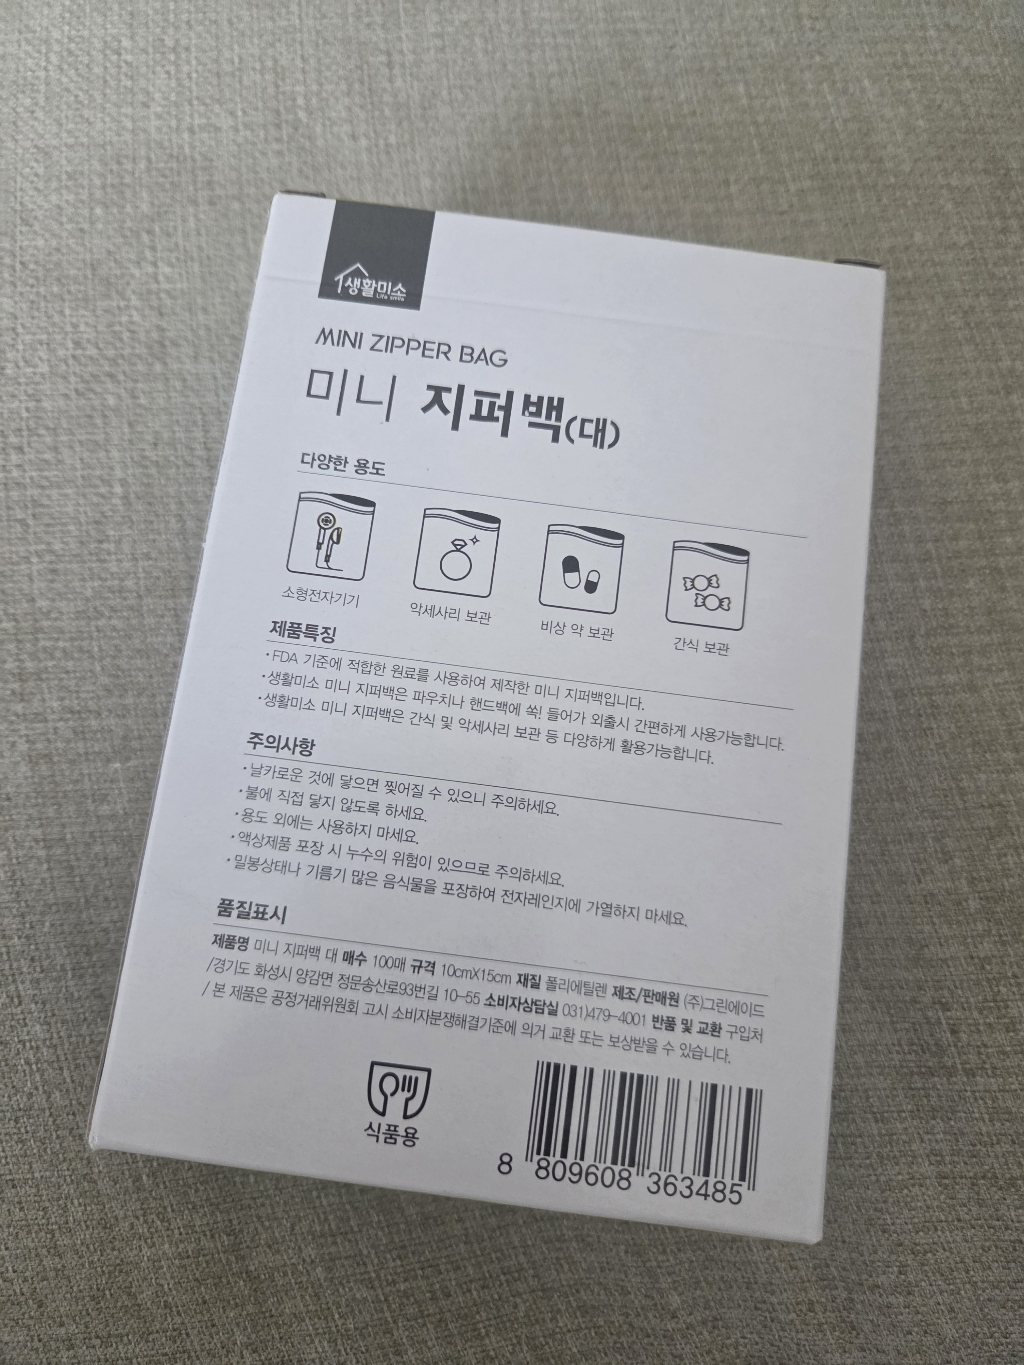 생활미소
Life smile
MINI ZIPPER BAG
미니 지퍼백(대)
다양한 용도
소형전자기기
악세사리 보관
비상 약 보관
간식 보관
제품특징
·FDA 기준에 적합한 원료를 사용하여 제작한 미니 지퍼백입니다.
·생활미소 미니 지퍼백은 파우치나 핸드백에 쏙! 들어가 외출시 간편하게 사용가능합니다.
·생활미소 미니 지퍼백은 간식 및 악세사리 보관 등 다양하게 활용가능합니다.
주의사항
·날카로운 것에 닿으면 찢어질 수 있으니 주의하세요.
·불에 직접 닿지 않도록 하세요.
·용도 외에는 사용하지 마세요.
·액상제품 포장 시 누수의 위험이 있으므로 주의하세요.
·밀봉상태나 기름기 많은 음식물을 포장하여 전자레인지에 가열하지 마세요.
품질표시
제품명 미니 지퍼백 대 매수 100매 규격 10cmX15cm 재질 폴리에틸렌 제조/판매원 (주)그린에이드
/경기도 화성시 양감면 정문송산로93번길 10-55 소비자상담실 031)479-4001 반품 및 교환 구입처
/ 본 제품은 공정거래위원회 고시 소비자분쟁해결기준에 의거 교환 또는 보상받을 수 있습니다.
식품용
8 809608 363485